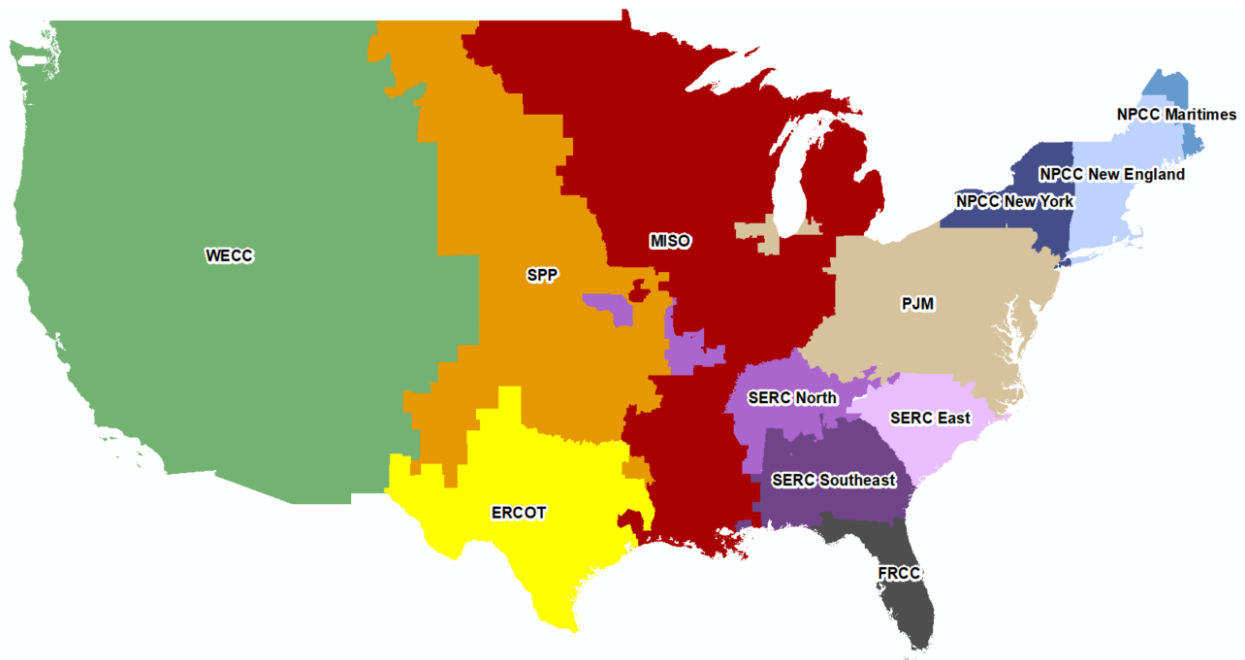 NPCC Maritimes
NPCC New England
NPCC New York
MISO
WECC
SPP
PJM
SERC North
SERC East
SERC Southeast
ERCOT
FRCC